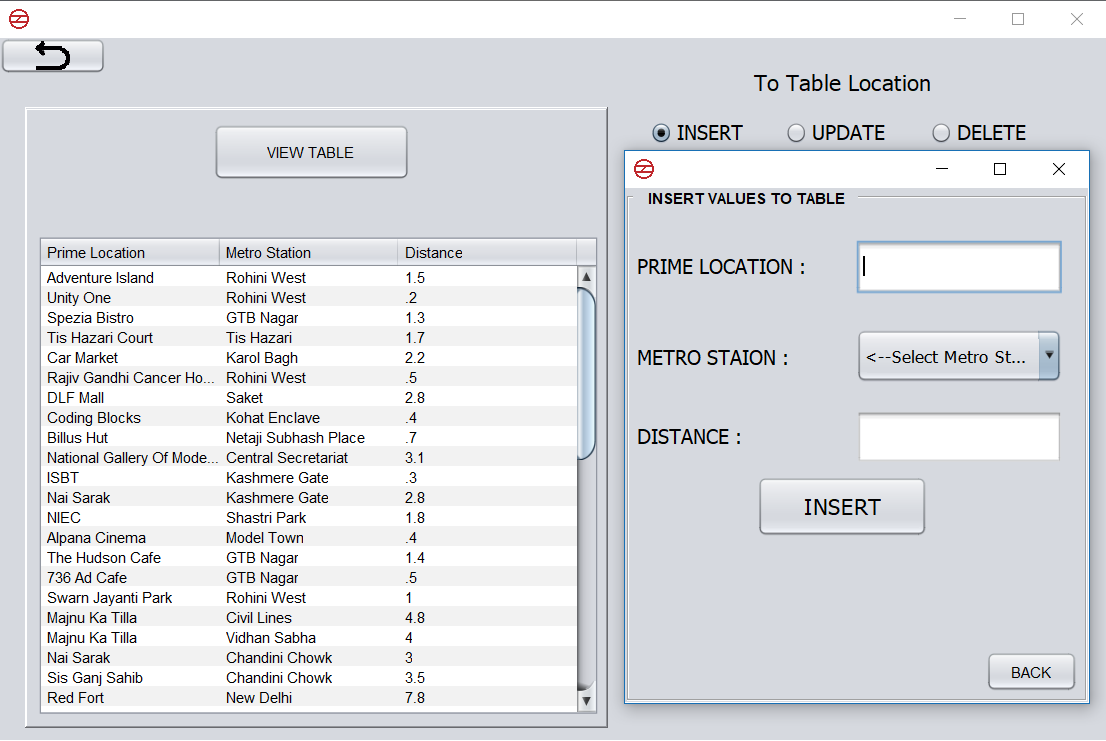 To Table Location
INSERT UPDATE DELETE
VIEW TABLE
Prime Location Metro Station Distance
Adventure Island Rohini West 1.5
Unity One Rohini West .2
Spezia Bistro GTB Nagar 1.3
Tis Hazari Court Tis Hazari 1.7
Car Market Karol Bagh 2.2
Rajiv Gandhi Cancer Ho... Rohini West .5
DLF Mall Saket 2.8
Coding Blocks Kohat Enclave .4
Billus Hut Netaji Subhash Place .7
National Gallery Of Mode... Central Secretariat 3.1
ISBT Kashmere Gate .3
Nai Sarak Kashmere Gate 2.8
NIEC Shastri Park 1.8
Alpana Cinema Model Town .4
The Hudson Cafe GTB Nagar 1.4
736 Ad Cafe GTB Nagar .5
Swarn Jayanti Park Rohini West 1
Majnu Ka Tilla Civil Lines 4.8
Majnu Ka Tilla Vidhan Sabha 4
Nai Sarak Chandini Chowk 3
Sis Ganj Sahib Chandini Chowk 3.5
Red Fort New Delhi 7.8
INSERT VALUES TO TABLE
PRIME LOCATION :
METRO STAION : <--Select Metro St...
DISTANCE :
INSERT
BACK